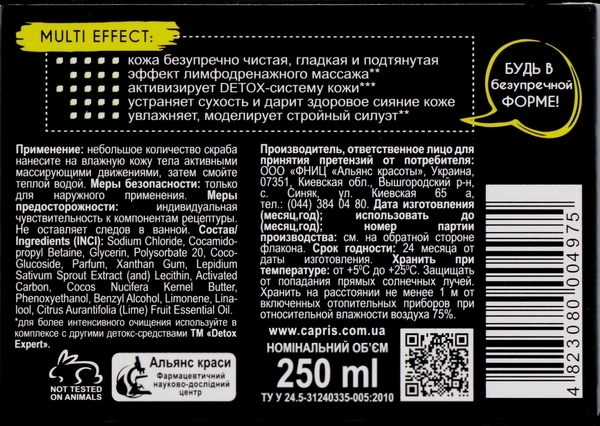 MULTI EFFECT:
кожа безупречно чистая, гладкая и подтянутая
эффект лимфодренажного массажа**
активизирует DETOX-систему кожи***
устраняет сухость и дарит здоровое сияние коже
увлажняет, моделирует стройный силуэт**
БУДЬ В
безупречной
ФОРМЕ!
Применение: небольшое количество скраба
нанесите на влажную кожу тела активными
массирующими движениями, затем смойте
теплой водой. Меры безопасности: только
для наружного применения. Меры
предосторожности: индивидуальная
чувствительность к компонентам рецептуры.
Не оставляет следов в ванной. Состав/
Ingredients (INCI): Sodium Chloride, Cocamido-
propyl Betaine, Glycerin, Polysorbate 20, Coco-
Glucoside, Parfum, Xanthan Gum, Lepidium
Sativum Sprout Extract (and) Lecithin, Activated
Carbon, Cocos Nucifera Kernel Butter,
Phenoxyethanol, Benzyl Alcohol, Limonene, Lina-
lool, Citrus Aurantifolia (Lime) Fruit Essential Oil.
*для более интенсивного очищения используйте в
комплексе с другими детокс-средствами ТМ «Detox
Expert».
NOT TESTED
ON ANIMALS
Альянс краси
Фармацевтичний
науково-дослідний
центр
Производитель, ответственное лицо для
принятия претензий от потребителя:
ООО «ФНИЦ «Альянс красоты», Украина,
07351, Киевская обл., Вышгородский р-н,
с. Синяк, ул. Киевская 65 а,
тел.: (044) 384 04 80. Дата изготовления
(месяц,год); использовать до
(месяц,год); номер партии
производства: см. на обратной стороне
флакона. Срок годности: 24 месяца от
даты изготовления. Хранить при
температуре: от +5°С до +25°С. Защищать
от попадания прямых солнечных лучей.
Хранить на расстоянии не менее 1 м от
включенных отопительных приборов при
относительной влажности воздуха 75%.
www.capris.com.ua
НОМІНАЛЬНИЙ ОБ'ЄМ
250 ml
ТУ У 24.5-31240335-005:2010
4823080004975